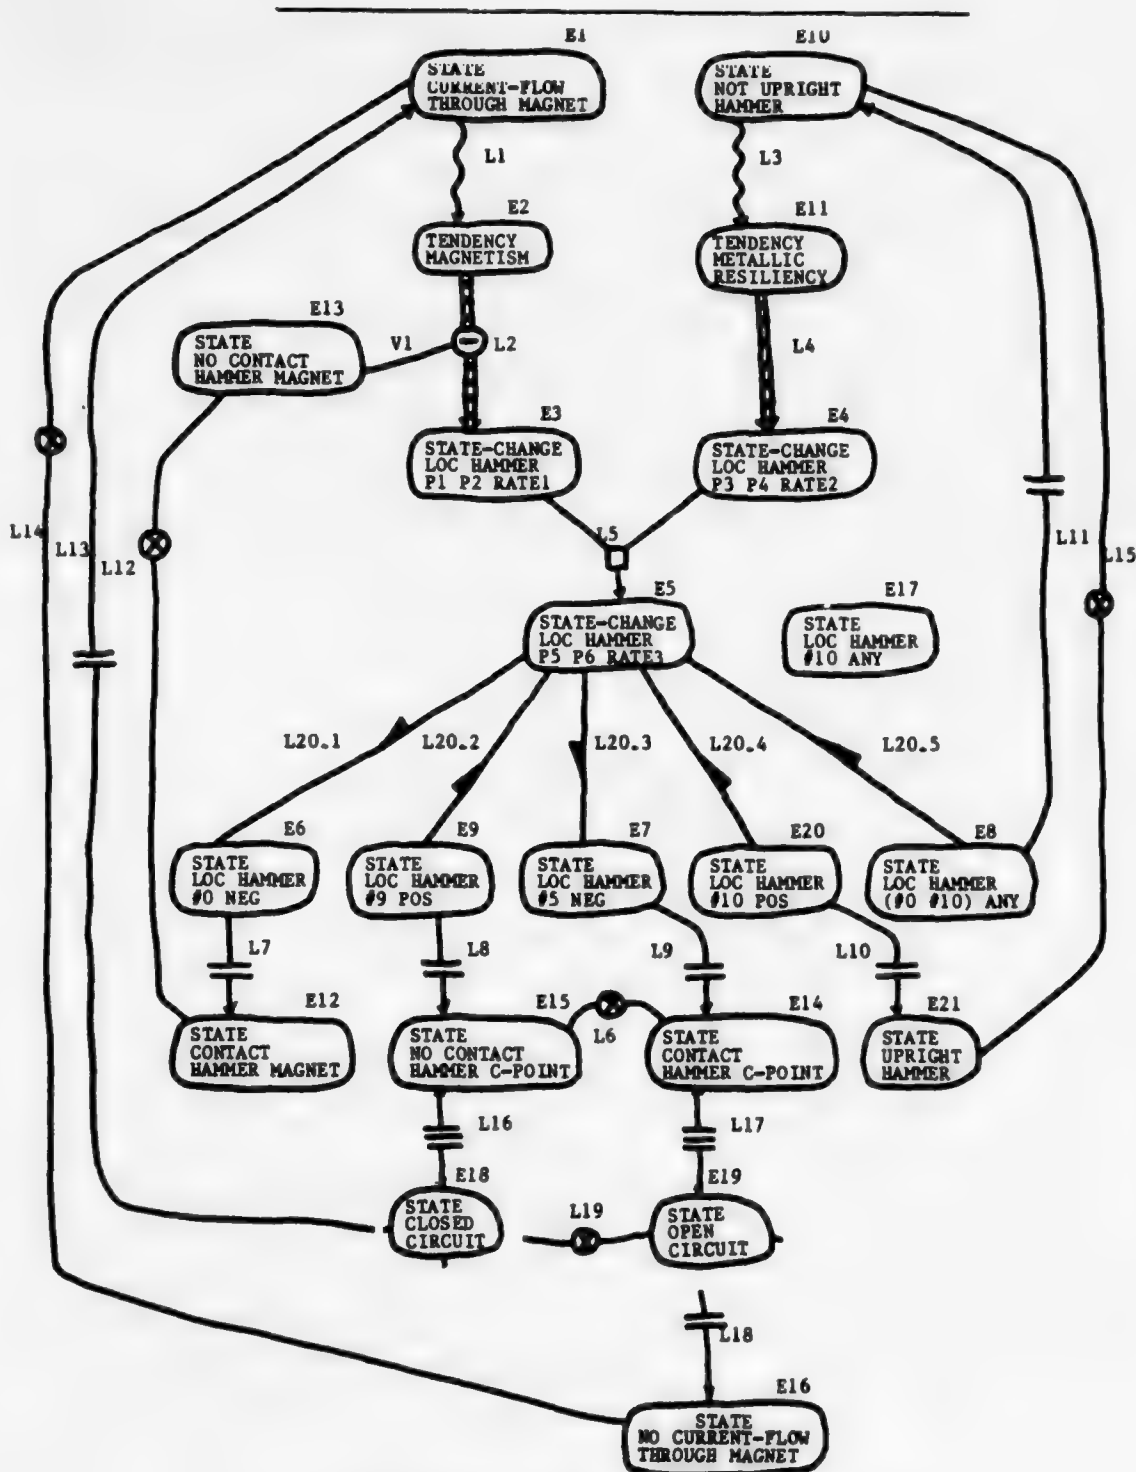 E1
STATE
CURRENT-FLOW
THROUGH MAGNET
E10
STATE
NOT UPRIGHT
HAMMER
L1
L3
E2
TENDENCY
MAGNETISM
E11
TENDENCY
METALLIC
RESILIENCY
E13
STATE
NO CONTACT
HAMMER MAGNET
V1
L2
L4
E3
STATE-CHANGE
LOC HAMMER
P1 P2 RATE1
E4
STATE-CHANGE
LOC HAMMER
P3 P4 RATE2
L14
L13
L12
L5
L11
L15
E5
STATE-CHANGE
LOC HAMMER
P5 P6 RATE3
E17
STATE
LOC HAMMER
#10 ANY
L20.1
L20.2
L20.3
L20.4
L20.5
E6
STATE
LOC HAMMER
#0 NEG
E9
STATE
LOC HAMMER
#9 POS
E7
STATE
LOC HAMMER
#5 NEG
E20
STATE
LOC HAMMER
#10 POS
E8
STATE
LOC HAMMER
(#0 #10) ANY
L7
L8
L9
L10
E12
STATE
CONTACT
HAMMER MAGNET
E15
STATE
NO CONTACT
HAMMER C-POINT
L6
E14
STATE
CONTACT
HAMMER C-POINT
E21
STATE
UPRIGHT
HAMMER
L16
L17
E18
STATE
CLOSED
CIRCUIT
L19
E19
STATE
OPEN
CIRCUIT
L18
E16
STATE
NO CURRENT-FLOW
THROUGH MAGNET